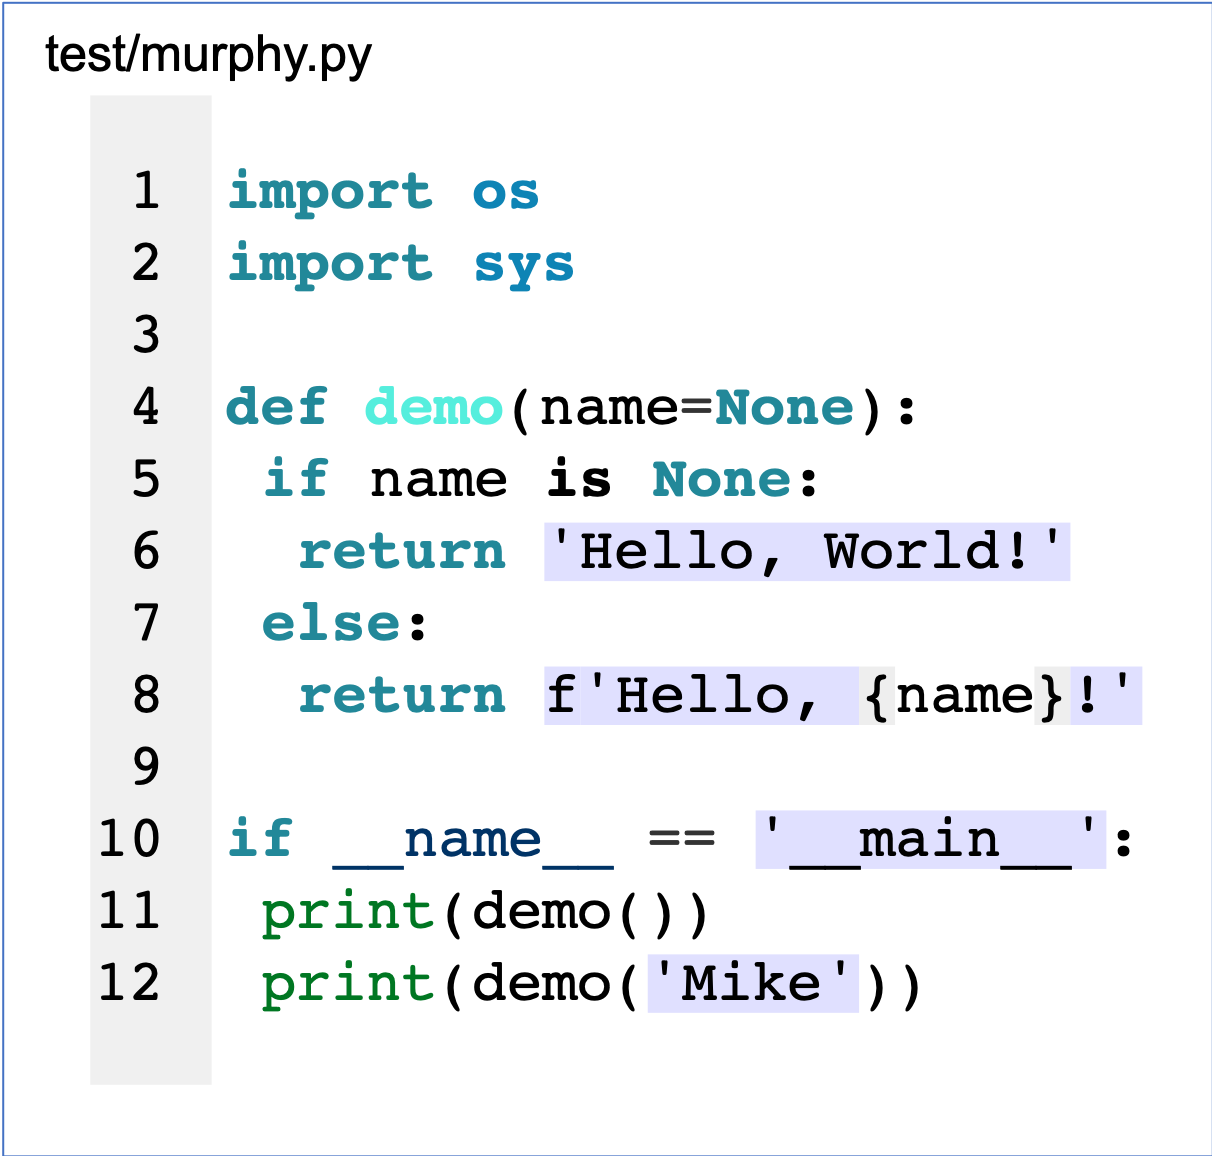 test/murphy.py
1 import os
2 import sys
3
4 def demo(name=None):
5  if name is None:
6   return 'Hello, World!'
7  else:
8   return f'Hello, {name}!'
9
10 if __name__ == '__main__':
11  print(demo())
12  print(demo('Mike'))